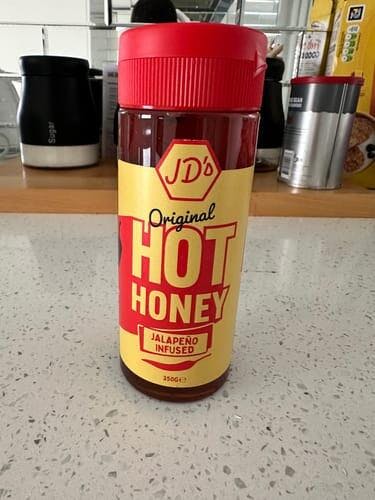 JD's
Original
HOT
HONEY
JALAPEÑO
INFUSED
350G℮
Sugar